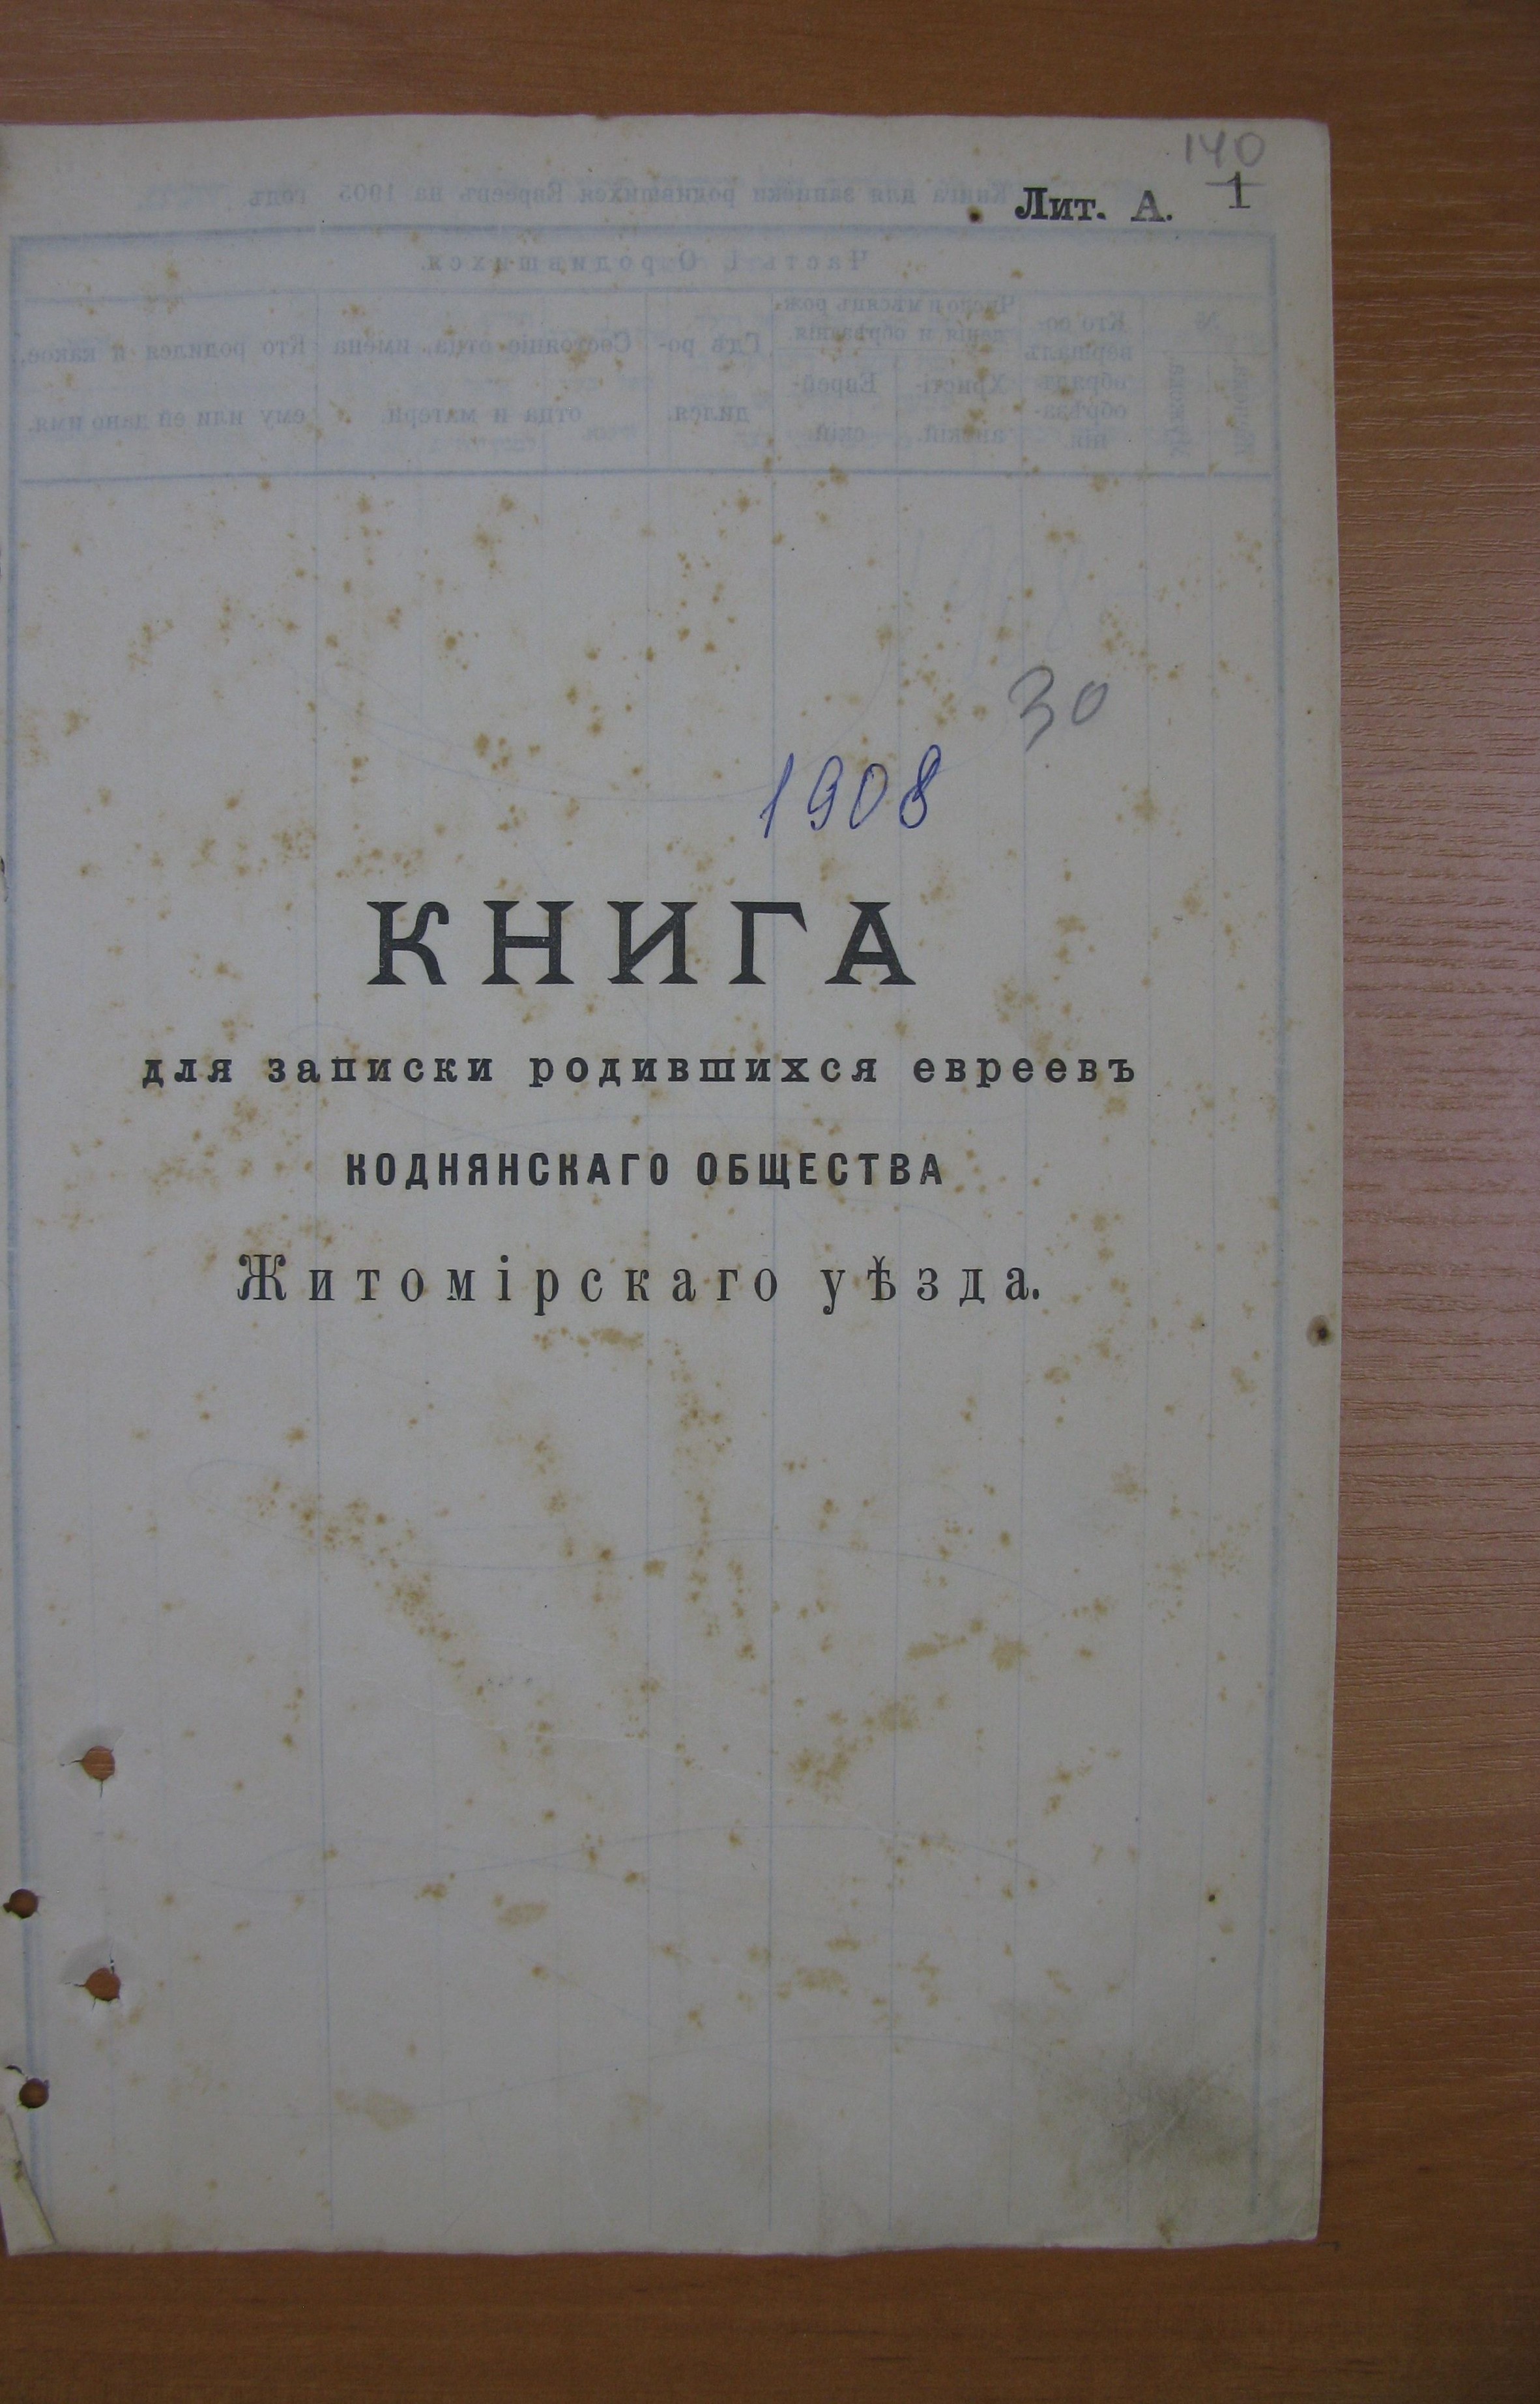 140
Лит. А. 1
30
1908
КНИГА
для записки родившихся евреевъ
КОДНЯНСКАГО ОБЩЕСТВА
Житомірскаго уѣзда.